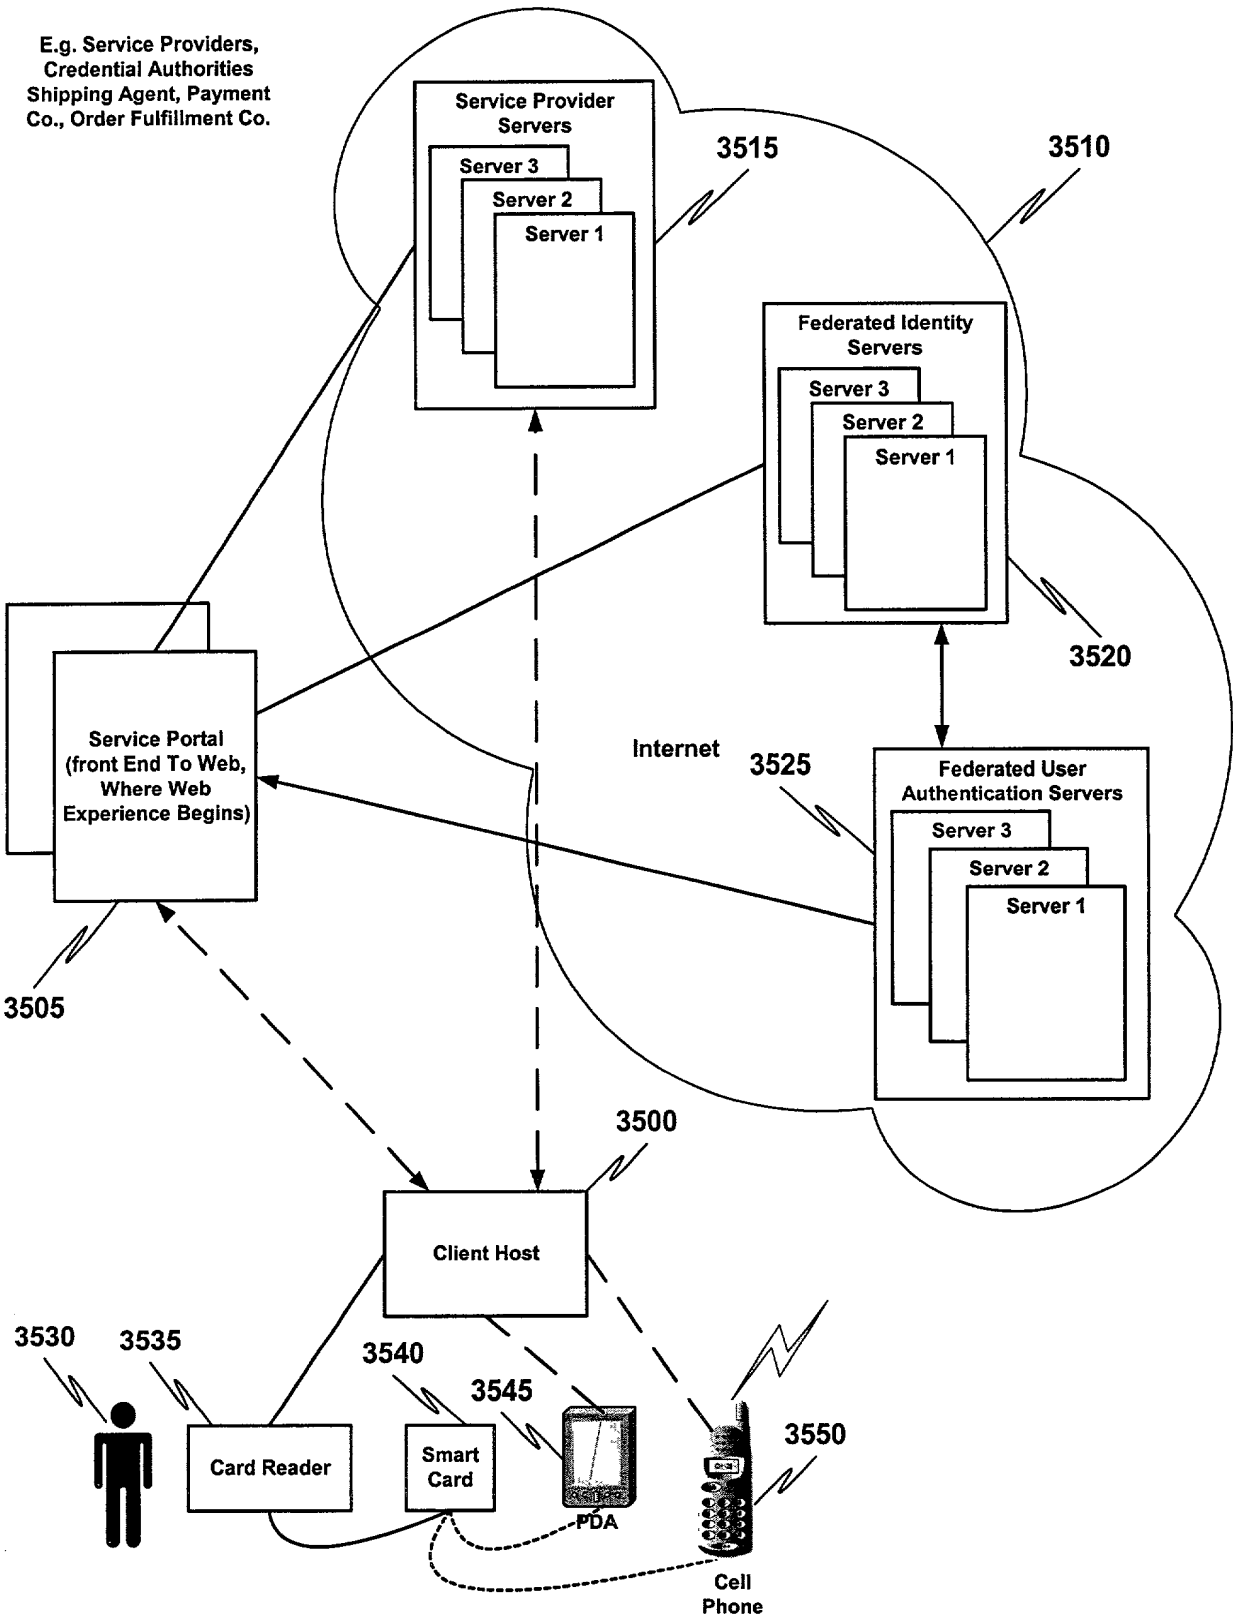 E.g. Service Providers,
Credential Authorities
Shipping Agent, Payment
Co., Order Fulfillment Co.
Service Provider
Servers
Server 3
Server 2
Server 1
3515
3510
Federated Identity
Servers
Server 3
Server 2
Server 1
3520
Service Portal
(front End To Web,
Where Web
Experience Begins)
3505
Internet
3525
Federated User
Authentication Servers
Server 3
Server 2
Server 1
3500
Client Host
3530
3535
3540
3545
3550
Card Reader
Smart
Card
PDA
Cell
Phone